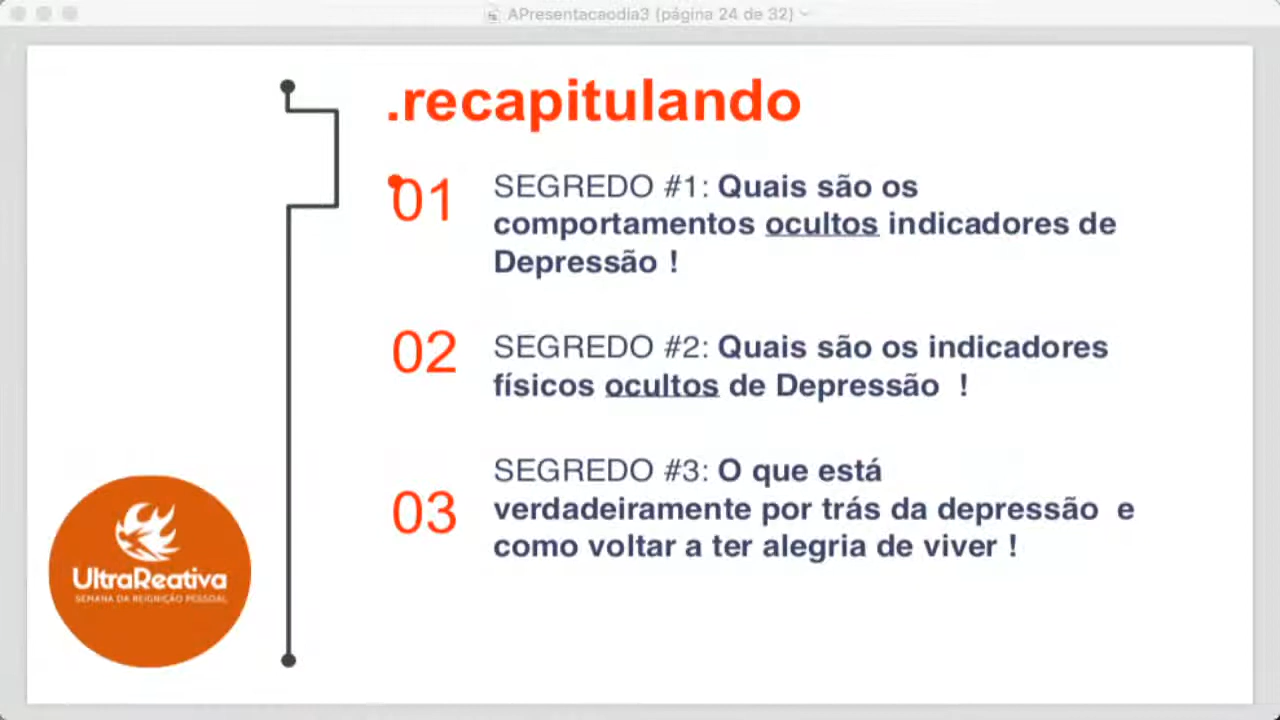 APresentacaodia3 (página 24 de 32)
.recapitulando
01
SEGREDO #1: Quais são os
comportamentos ocultos indicadores de
Depressão !
02
SEGREDO #2: Quais são os indicadores
físicos ocultos de Depressão !
03
SEGREDO #3: O que está
verdadeiramente por trás da depressão e
como voltar a ter alegria de viver !
UltraReativa
SEMANA DA REIGNIÇÃO PESSOAL